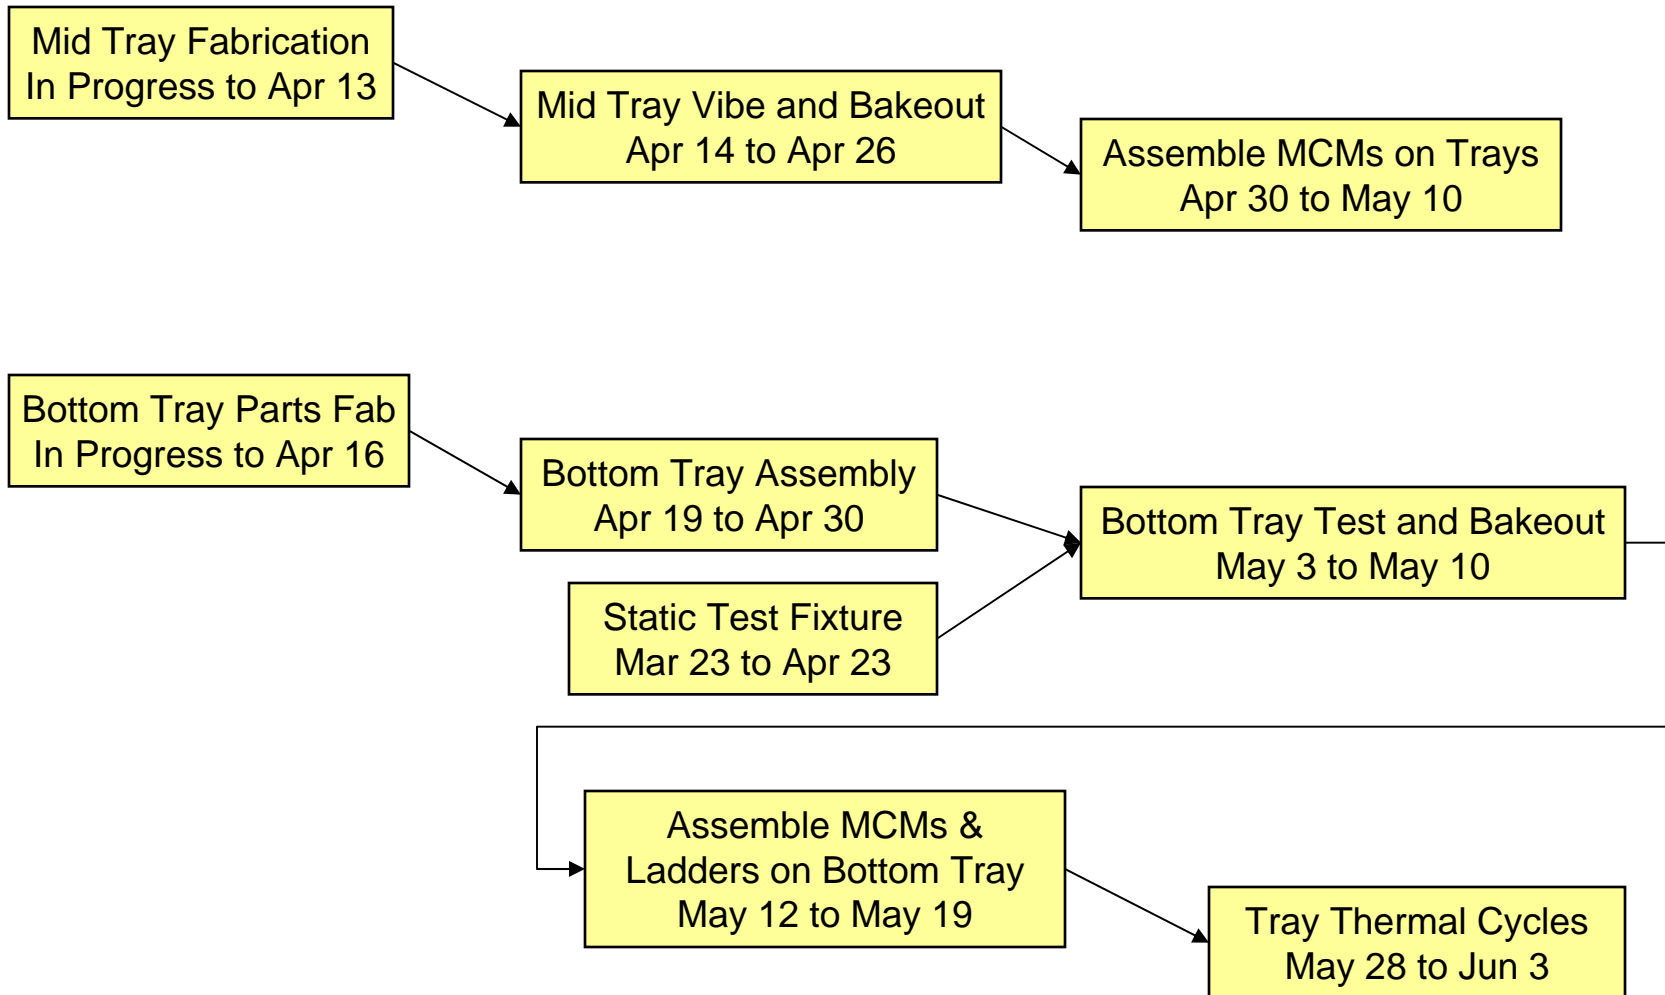 Mid Tray Fabrication
In Progress to Apr 13
Mid Tray Vibe and Bakeout
Apr 14 to Apr 26
Assemble MCMs on Trays
Apr 30 to May 10
Bottom Tray Parts Fab
In Progress to Apr 16
Bottom Tray Assembly
Apr 19 to Apr 30
Bottom Tray Test and Bakeout
May 3 to May 10
Static Test Fixture
Mar 23 to Apr 23
Assemble MCMs &
Ladders on Bottom Tray
May 12 to May 19
Tray Thermal Cycles
May 28 to Jun 3